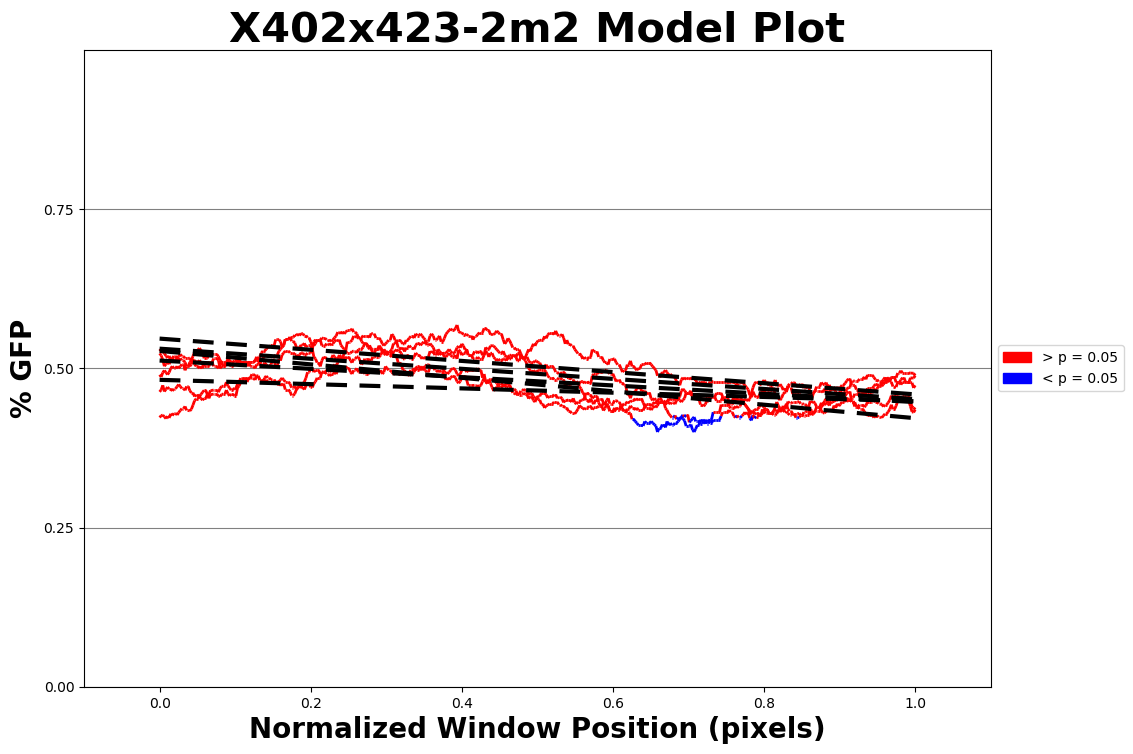 X402x423-2m2 Model Plot
% GFP
0.75
0.50
0.25
0.00
0.0 0.2 0.4 0.6 0.8 1.0
Normalized Window Position (pixels)
> p = 0.05
< p = 0.05